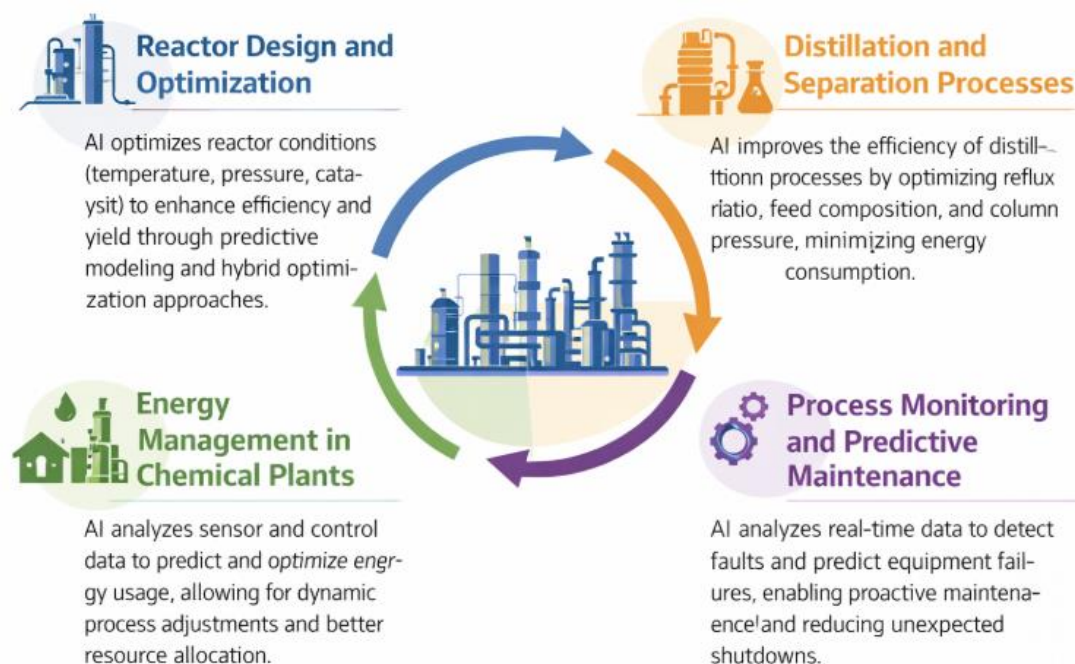 Reactor Design and
Optimization
AI optimizes reactor conditions
(temperature, pressure, cata-
ysit) to enhance efficiency and
yield through predictive
modeling and hybrid optimi-
zation approaches.
Distillation and
Separation Processes
AI improves the efficiency of distill-
ttionn processes by optimizing reflux
riatio, feed composition, and column
pressure, minimizing energy
consumption.
Energy
Management in
Chemical Plants
AI analyzes sensor and control
data to predict and optimize engr-
gy usage, allowing for dynamic
process adjustments and better
resource allocation.
Process Monitoring
and Predictive
Maintenance
AI analyzes real-time data to detect
faults and predict equipment fail-
ures, enabling proactive maintena-
ence and reducing unexpected
shutdowns.